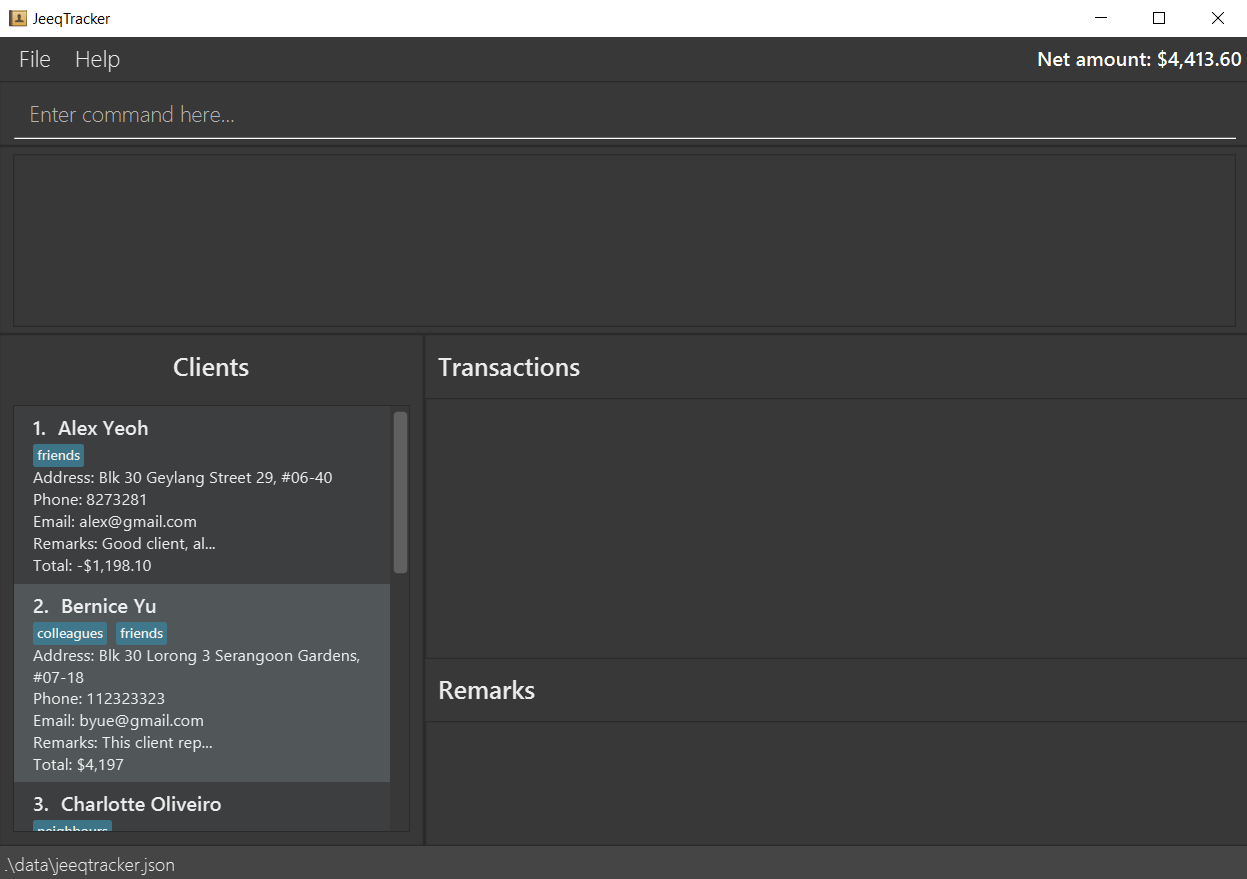 JeeqTracker
File Help Net amount: $4,413.60
Enter command here...
Clients
1. Alex Yeoh
friends
Address: Blk 30 Geylang Street 29, #06-40
Phone: 8273281
Email: alex@gmail.com
Remarks: Good client, al...
Total: -$1,198.10
2. Bernice Yu
colleagues friends
Address: Blk 30 Lorong 3 Serangoon Gardens,
#07-18
Phone: 112323323
Email: byue@gmail.com
Remarks: This client rep...
Total: $4,197
3. Charlotte Oliveiro
neighbours
Transactions
Remarks
.\data\jeeqtracker.json